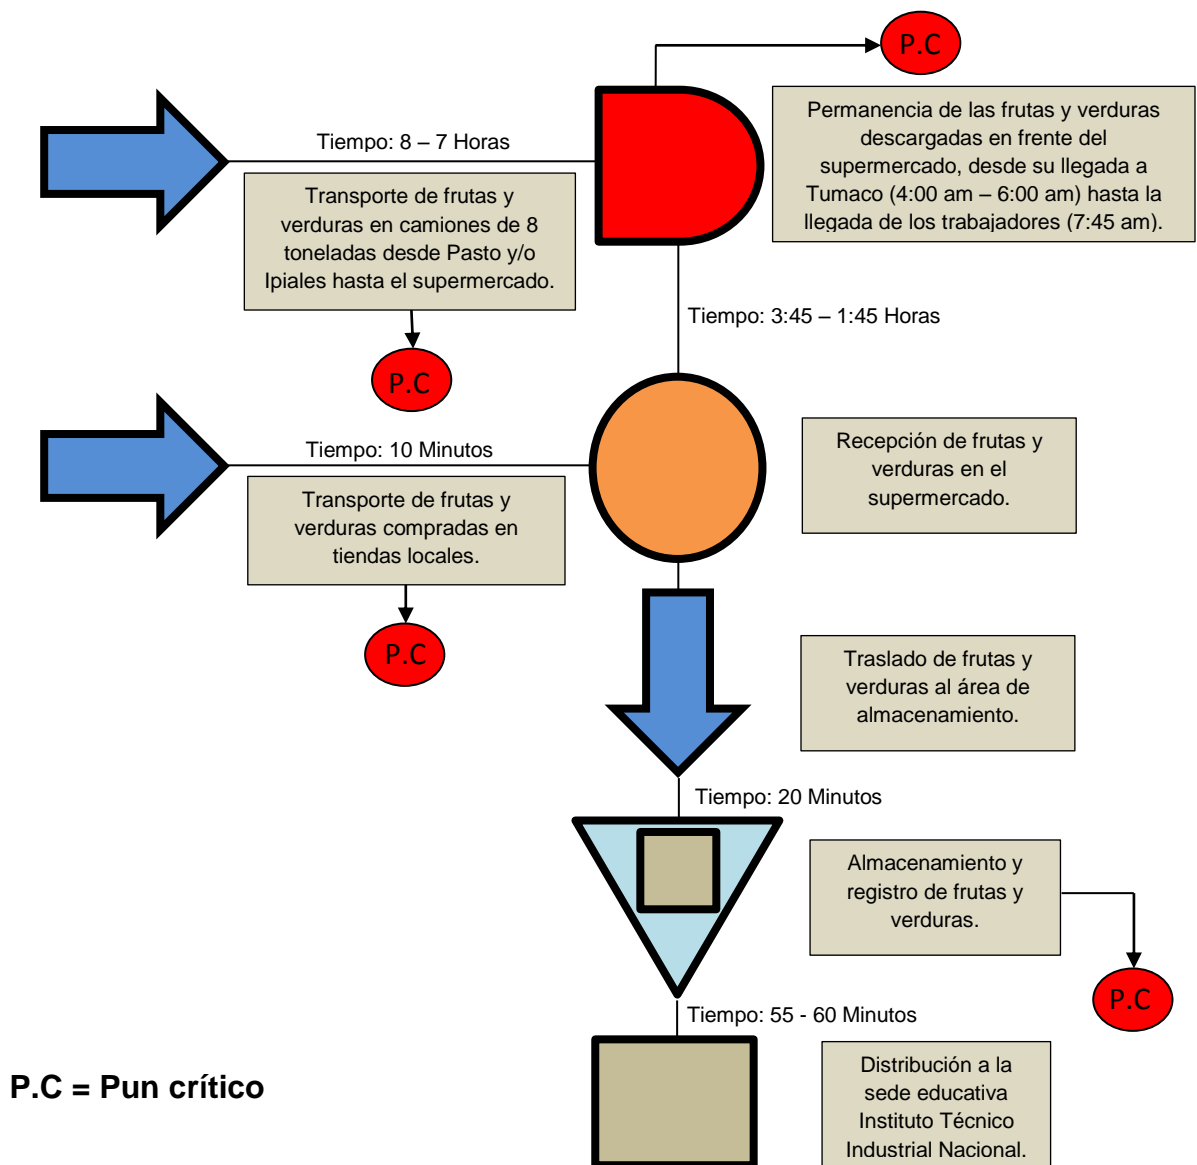 P.C
Permanencia de las frutas y verduras
descargadas en frente del
supermercado, desde su llegada a
Tumaco (4:00 am – 6:00 am) hasta la
llegada de los trabajadores (7:45 am).
Tiempo: 8 – 7 Horas
Transporte de frutas y
verduras en camiones de 8
toneladas desde Pasto y/o
Ipiales hasta el supermercado.
Tiempo: 3:45 – 1:45 Horas
P.C
Tiempo: 10 Minutos
Recepción de frutas y
verduras en el
supermercado.
Transporte de frutas y
verduras compradas en
tiendas locales.
P.C
Traslado de frutas y
verduras al área de
almacenamiento.
Tiempo: 20 Minutos
Almacenamiento y
registro de frutas y
verduras.
P.C
Tiempo: 55 - 60 Minutos
Distribución a la
sede educativa
Instituto Técnico
Industrial Nacional.
P.C = Pun crítico